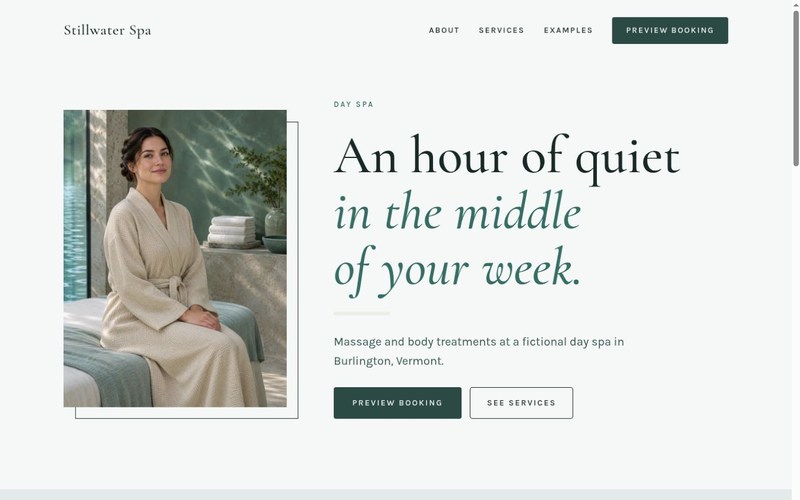 Stillwater Spa
ABOUT SERVICES EXAMPLES PREVIEW BOOKING
DAY SPA
An hour of quiet
in the middle
of your week.
Massage and body treatments at a fictional day spa in
Burlington, Vermont.
PREVIEW BOOKING SEE SERVICES